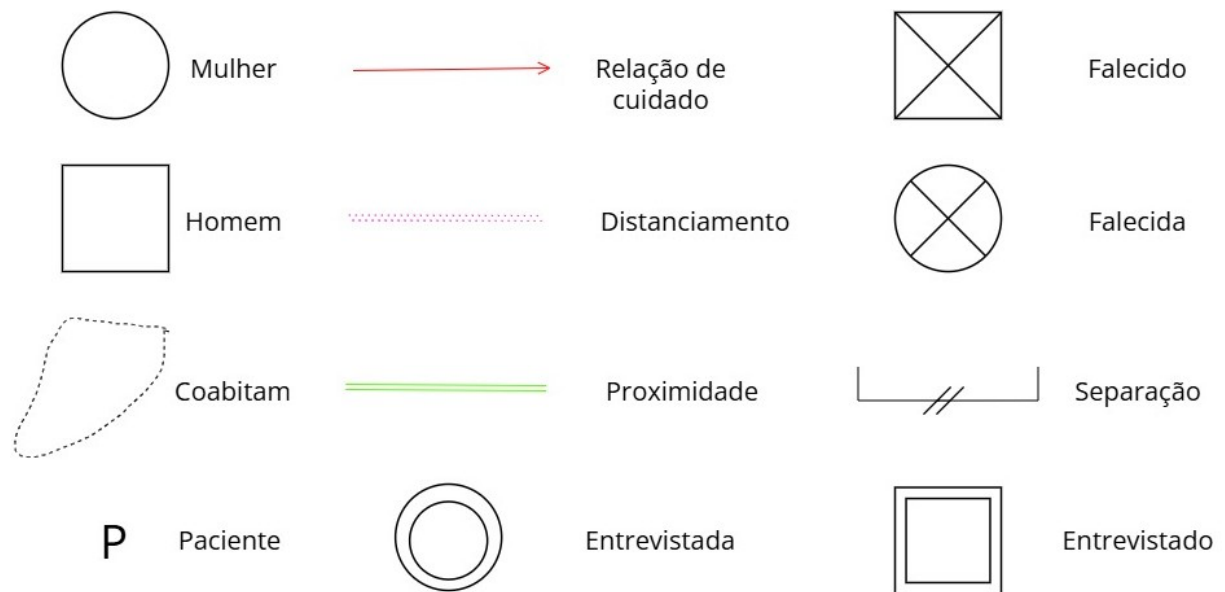 Mulher
Relação de
cuidado
Falecido
Homem
Distanciamento
Falecida
Coabitam
Proximidade
Separação
P
Paciente
Entrevistada
Entrevistado